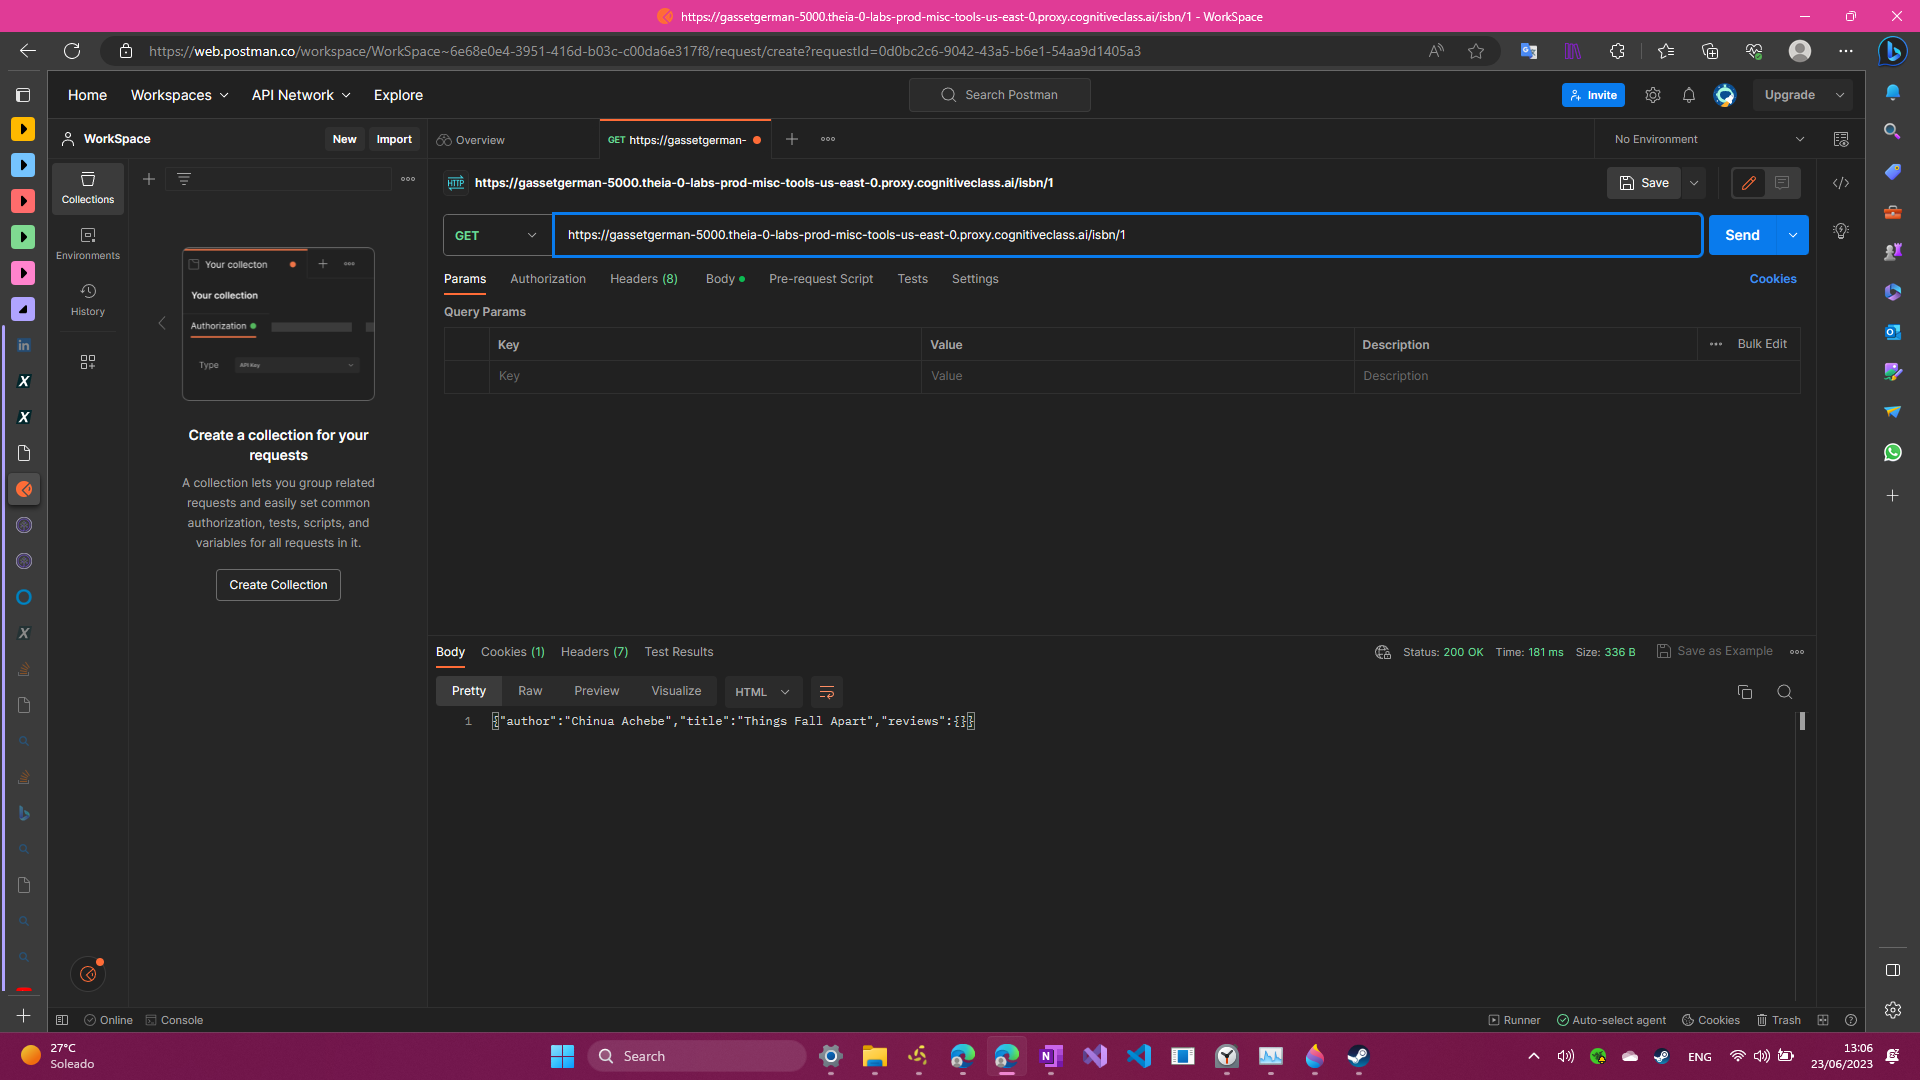 https://gassetgerman-5000.theia-0-labs-prod-misc-tools-us-east-0.proxy.cognitiveclass.ai/isbn/1 - WorkSpace
https://web.postman.co/workspace/WorkSpace~6e68e0e4-3951-416d-b03c-c00da6e317f8/request/create?requestId=0d0bc2c6-9042-43a5-b6e1-54aa9d1405a3
Home Workspaces API Network Explore Search Postman Invite Upgrade
WorkSpace New Import Overview GET https://gassetgerman- No Environment
Collections
Environments
History
Your collecton
Your collection
Authorization
Type API Key
Create a collection for your
requests
A collection lets you group related
requests and easily set common
authorization, tests, scripts, and
variables for all requests in it.
Create Collection
HTTP https://gassetgerman-5000.theia-0-labs-prod-misc-tools-us-east-0.proxy.cognitiveclass.ai/isbn/1 Save
GET https://gassetgerman-5000.theia-0-labs-prod-misc-tools-us-east-0.proxy.cognitiveclass.ai/isbn/1 Send
Params Authorization Headers (8) Body Pre-request Script Tests Settings Cookies
Query Params
Key Value Description Bulk Edit
Key Value Description
Body Cookies (1) Headers (7) Test Results Status: 200 OK Time: 181 ms Size: 336 B Save as Example
Pretty Raw Preview Visualize HTML
1 {"author":"Chinua Achebe","title":"Things Fall Apart","reviews":{}}
Online Console Runner Auto-select agent Cookies Trash
27°C
Soleado
Search
ENG
13:06
23/06/2023